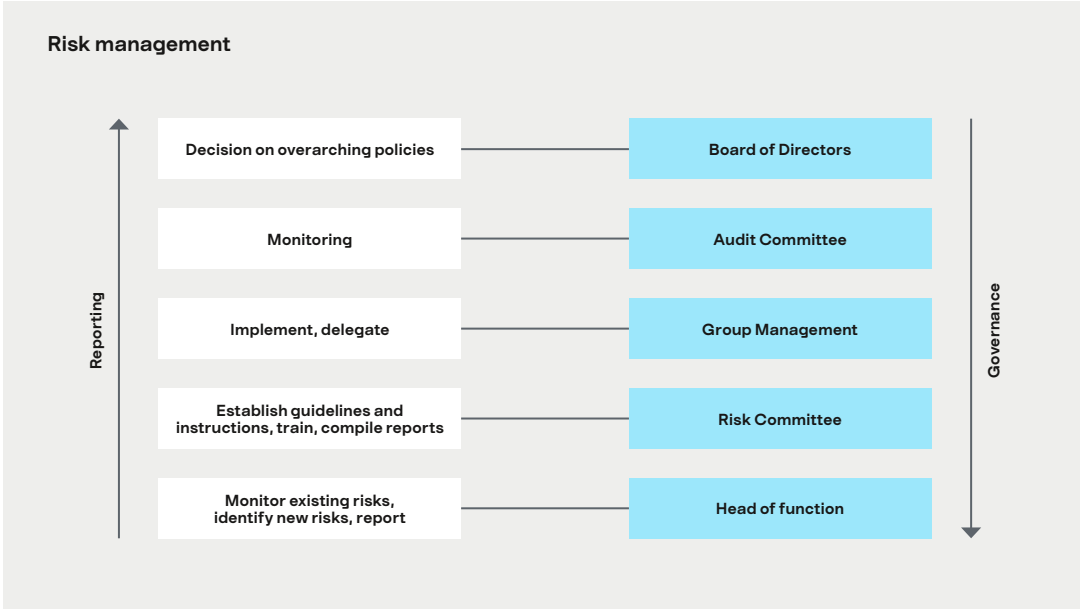 Risk management
Decision on overarching policies
Board of Directors
Monitoring
Audit Committee
Reporting
Implement, delegate
Group Management
Governance
Establish guidelines and
instructions, train, compile reports
Risk Committee
Monitor existing risks,
identify new risks, report
Head of function